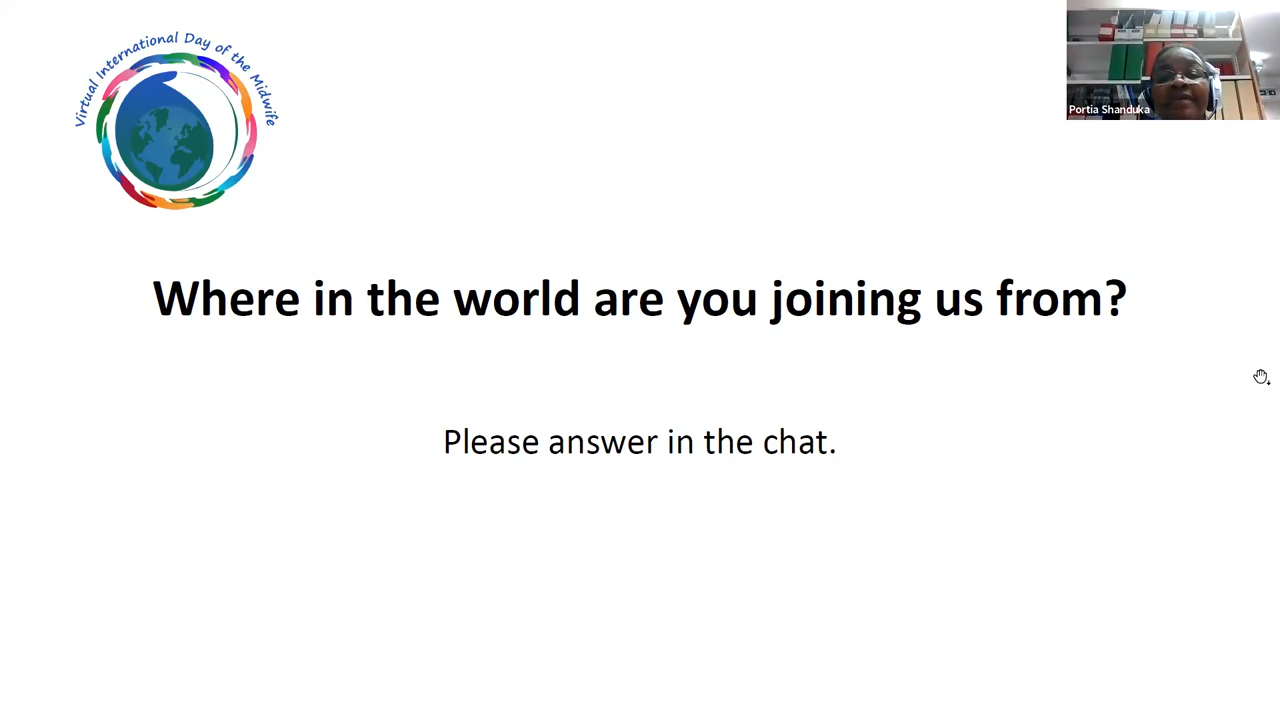 Virtual International Day of the Midwife
Portia Shanduka
Where in the world are you joining us from?
Please answer in the chat.